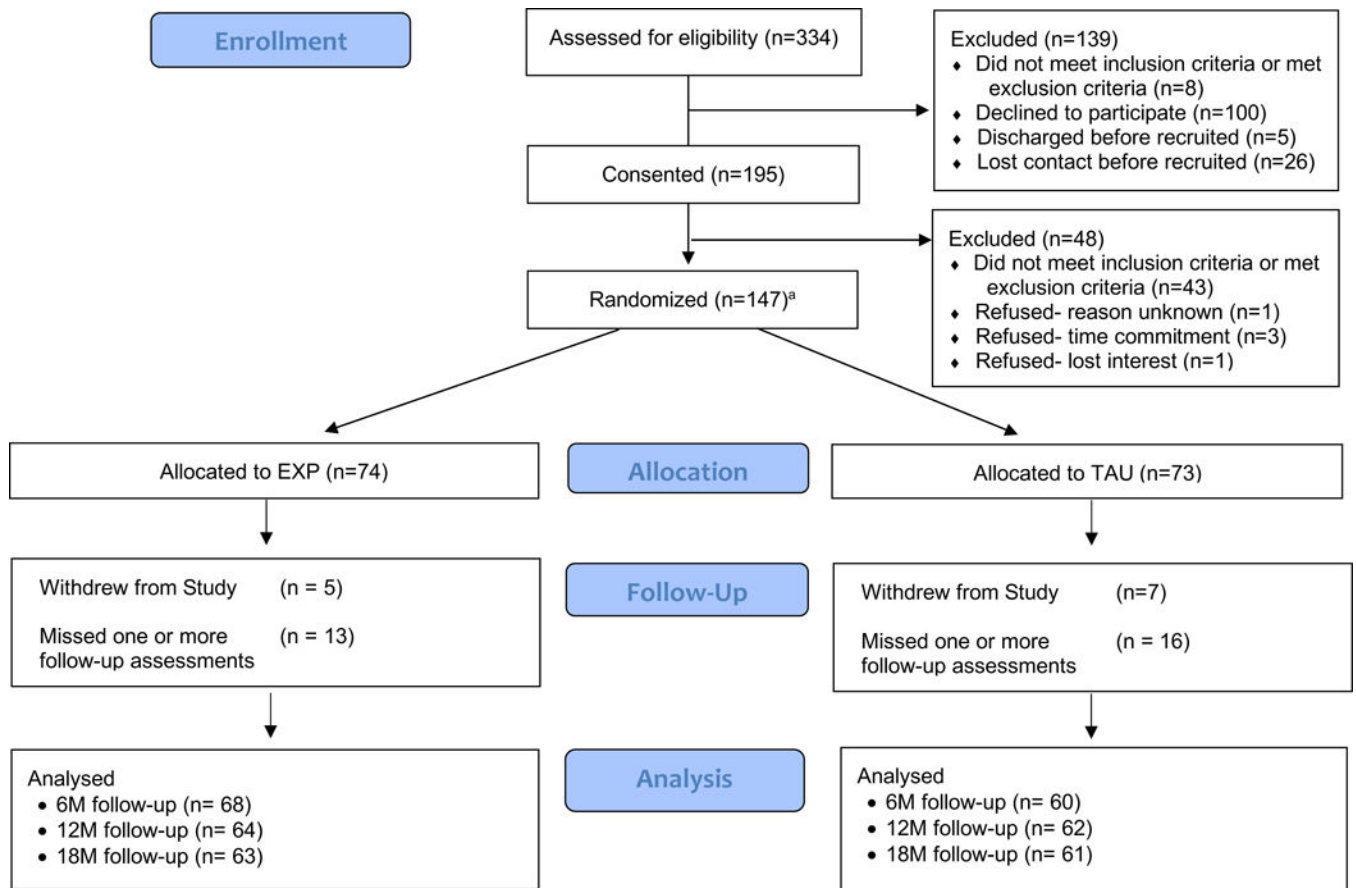 Enrollment
Assessed for eligibility (n=334)
Excluded (n=139)
♦ Did not meet inclusion criteria or met
exclusion criteria (n=8)
♦ Declined to participate (n=100)
♦ Discharged before recruited (n=5)
♦ Lost contact before recruited (n=26)
Consented (n=195)
Excluded (n=48)
♦ Did not meet inclusion criteria or met
exclusion criteria (n=43)
♦ Refused- reason unknown (n=1)
♦ Refused- time commitment (n=3)
♦ Refused- lost interest (n=1)
Randomized (n=147)ᵃ
Allocated to EXP (n=74)
Allocation
Allocated to TAU (n=73)
Withdrew from Study (n = 5)
Missed one or more (n = 13)
follow-up assessments
Follow-Up
Withdrew from Study (n=7)
Missed one or more (n = 16)
follow-up assessments
Analysed
• 6M follow-up (n= 68)
• 12M follow-up (n= 64)
• 18M follow-up (n= 63)
Analysis
Analysed
• 6M follow-up (n= 60)
• 12M follow-up (n= 62)
• 18M follow-up (n= 61)